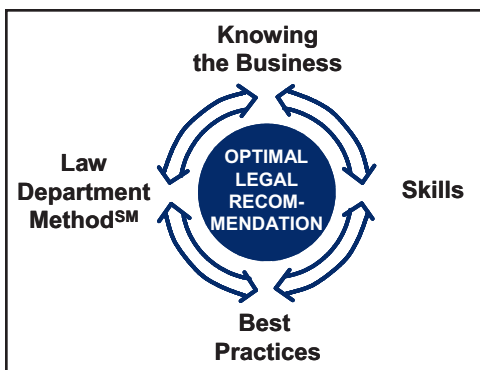 Knowing
the Business
OPTIMAL
LEGAL
RECOM-
MENDATION
Law
Department
Method℠
Skills
Best
Practices